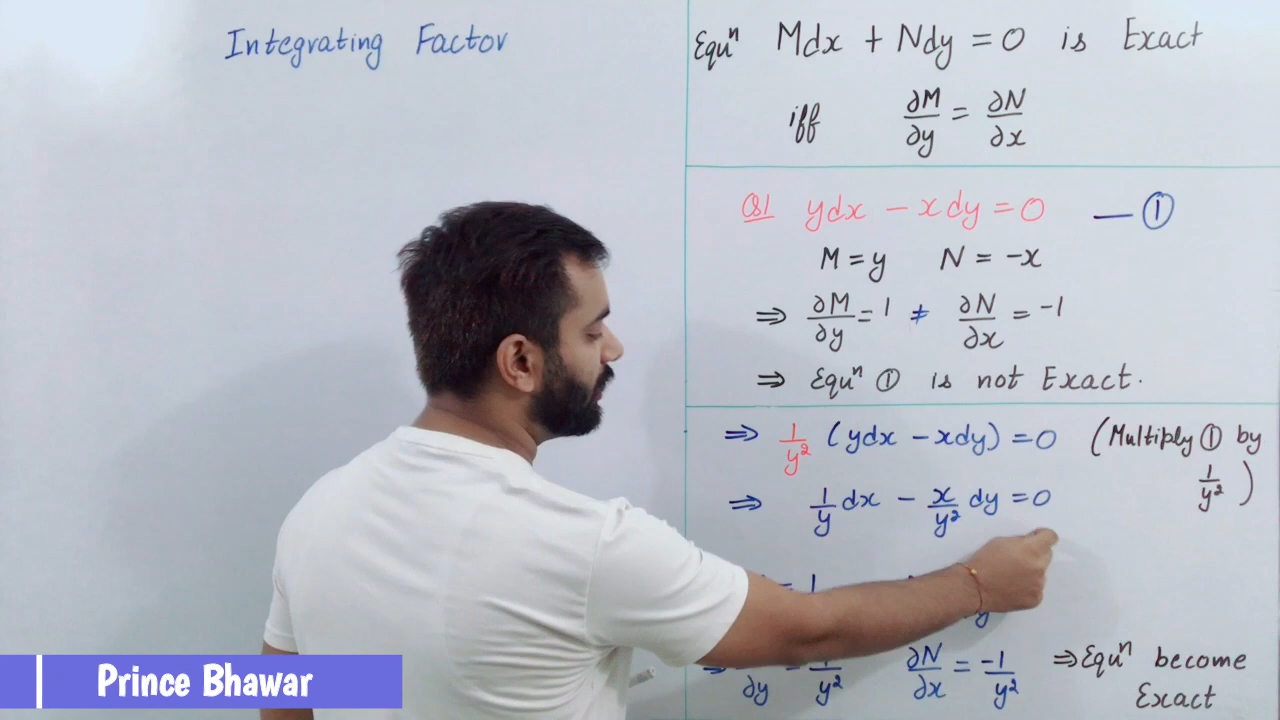 Integrating Factor
Equⁿ Mdx + Ndy = 0 is Exact
iff ∂M/∂y = ∂N/∂x
Q1 ydx - xdy = 0 — ①
M = y N = -x
⇒ ∂M/∂y = 1 ≠ ∂N/∂x = -1
⇒ Equⁿ ① is not Exact.
⇒ 1/y² (ydx - xdy) = 0 (Multiply ① by 1/y²)
⇒ 1/y dx - x/y² dy = 0
∂y = 1/y² ∂N/∂x = -1/y² ⇒ Equⁿ become
Exact
Prince Bhawar